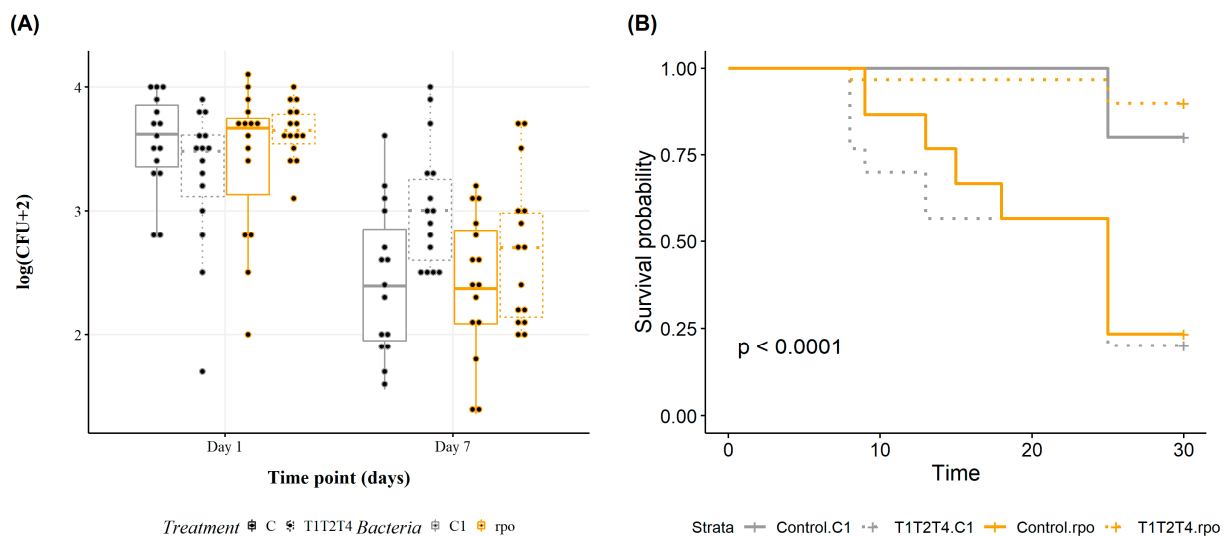 (A)
log(CFU+2)
4
3
2
Day 1
Day 7
Time point (days)
Treatment C T1T2T4 Bacteria C1 rpo
(B)
Survival probability
1.00
0.75
0.50
0.25
0.00
p < 0.0001
0
10
20
30
Time
Strata Control.C1 T1T2T4.C1 Control.rpo T1T2T4.rpo